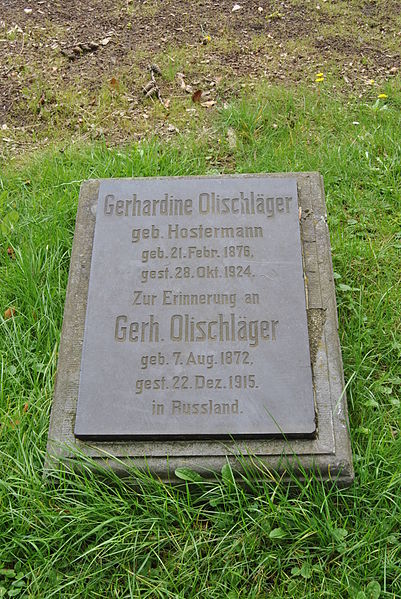 Gerhardine Olischläger
geb. Hostermann
geb. 21. Febr. 1876,
gest. 28. Okt. 1924.
Zur Erinnerung an
Gerh. Olischläger
geb. 7. Aug. 1872,
gest. 22. Dez. 1915.
in Russland.